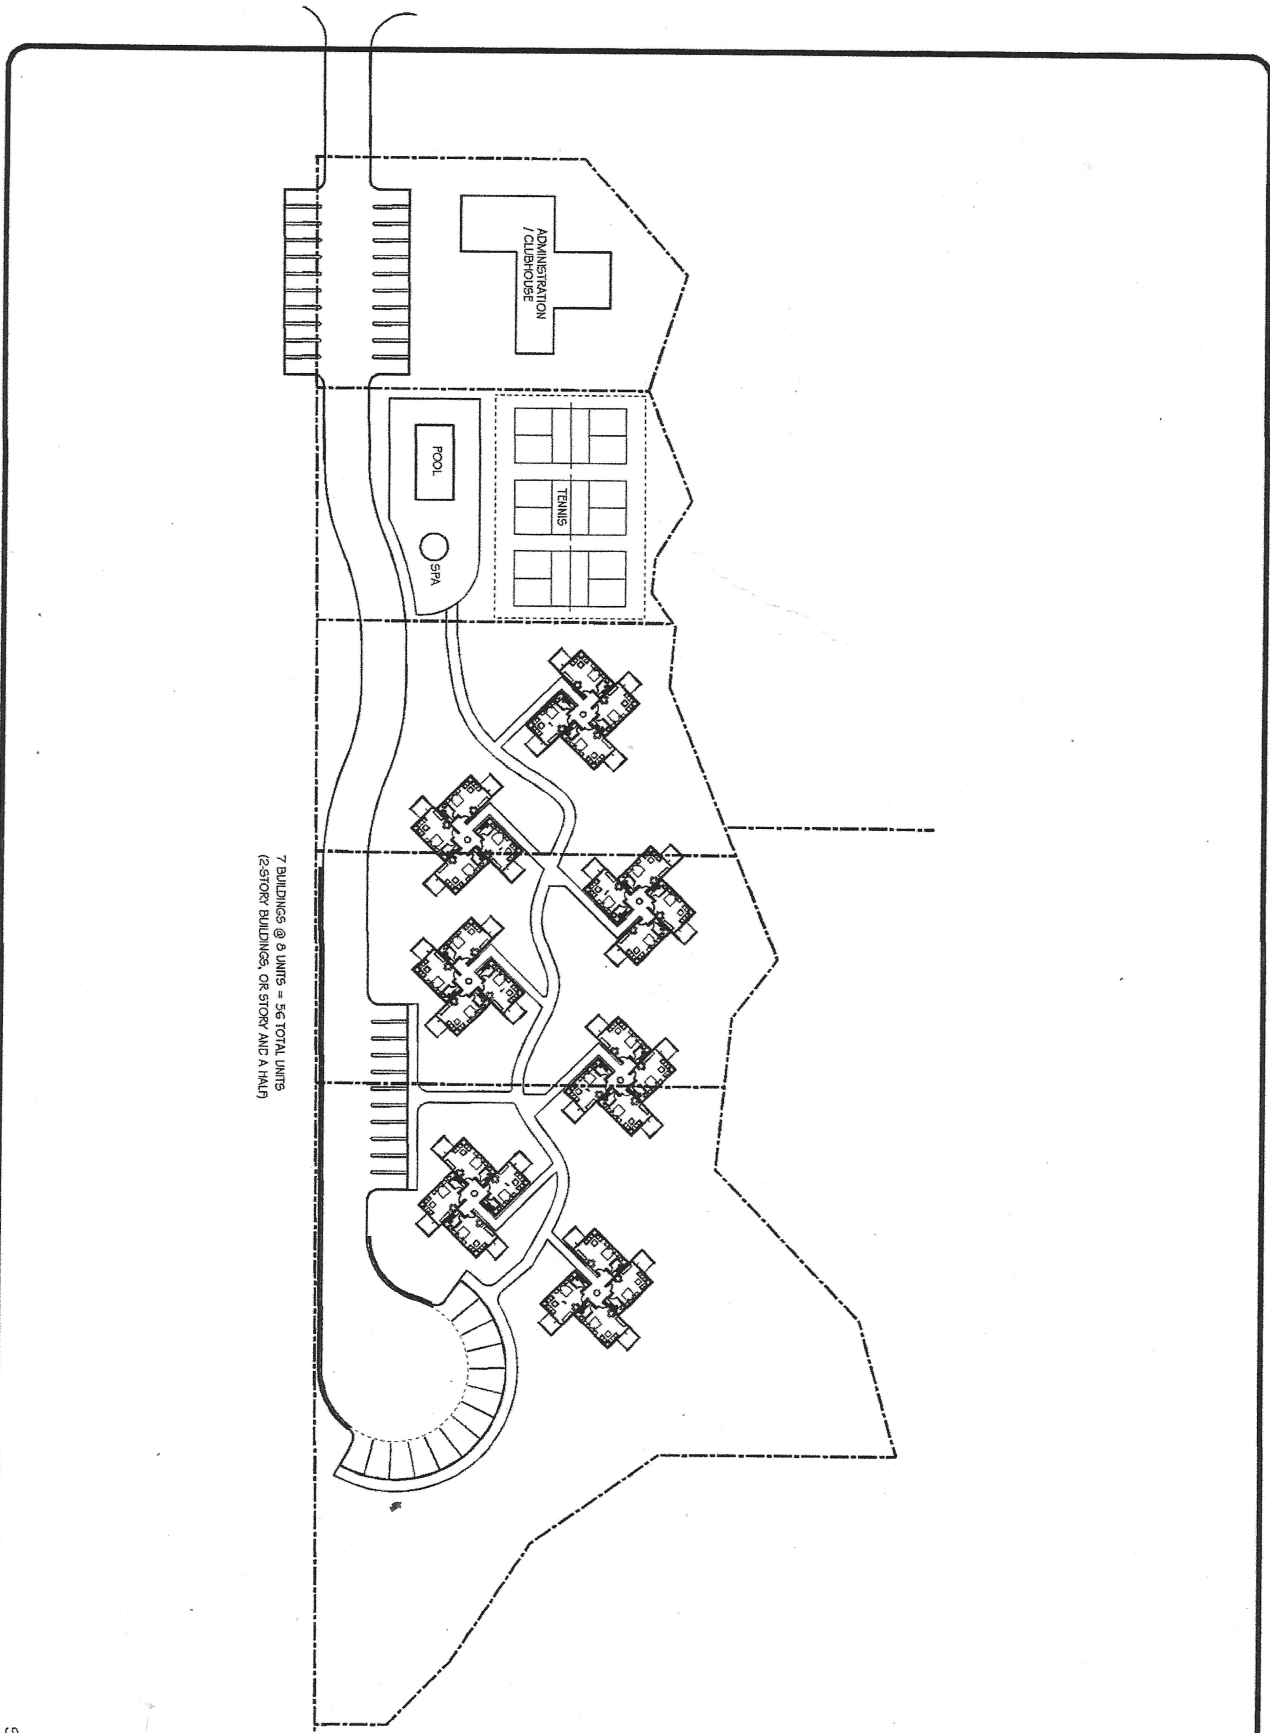 ADMINISTRATION
/ CLUBHOUSE
POOL
SPA
TENNIS
7 BUILDINGS @ 8 UNITS = 56 TOTAL UNITS
(2-STORY BUILDINGS, OR STORY AND A HALF)